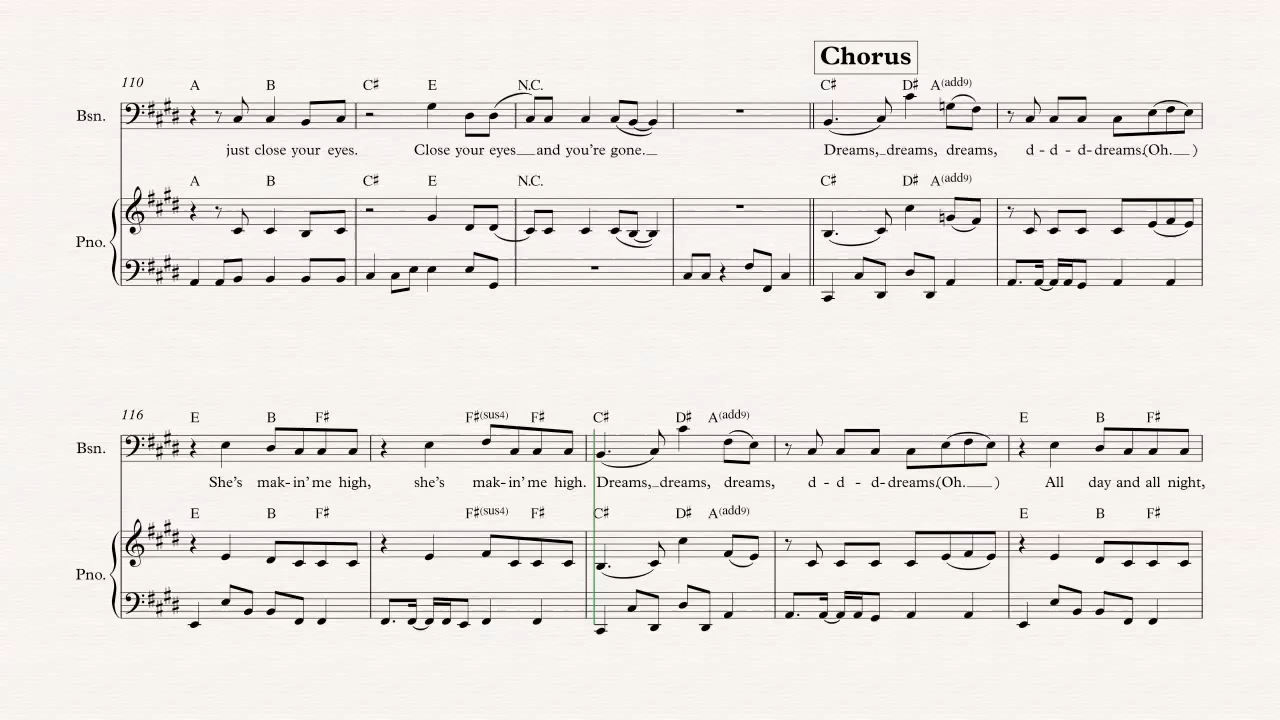 Chorus
110 A B C♯ E N.C. C♯ D♯ A(add9)
Bsn.
just close your eyes. Close your eyes and you're gone. Dreams, dreams, dreams, d - d - d-dreams.(Oh. )
A B C♯ E N.C. C♯ D♯ A(add9)
Pno.
116 E B F♯ F♯(sus4) F♯ C♯ D♯ A(add9) E B F♯
Bsn.
She's mak-in' me high, she's mak-in' me high. Dreams, dreams, dreams, d - d - d-dreams.(Oh. ) All day and all night,
E B F♯ F♯(sus4) F♯ C♯ D♯ A(add9) E B F♯
Pno.